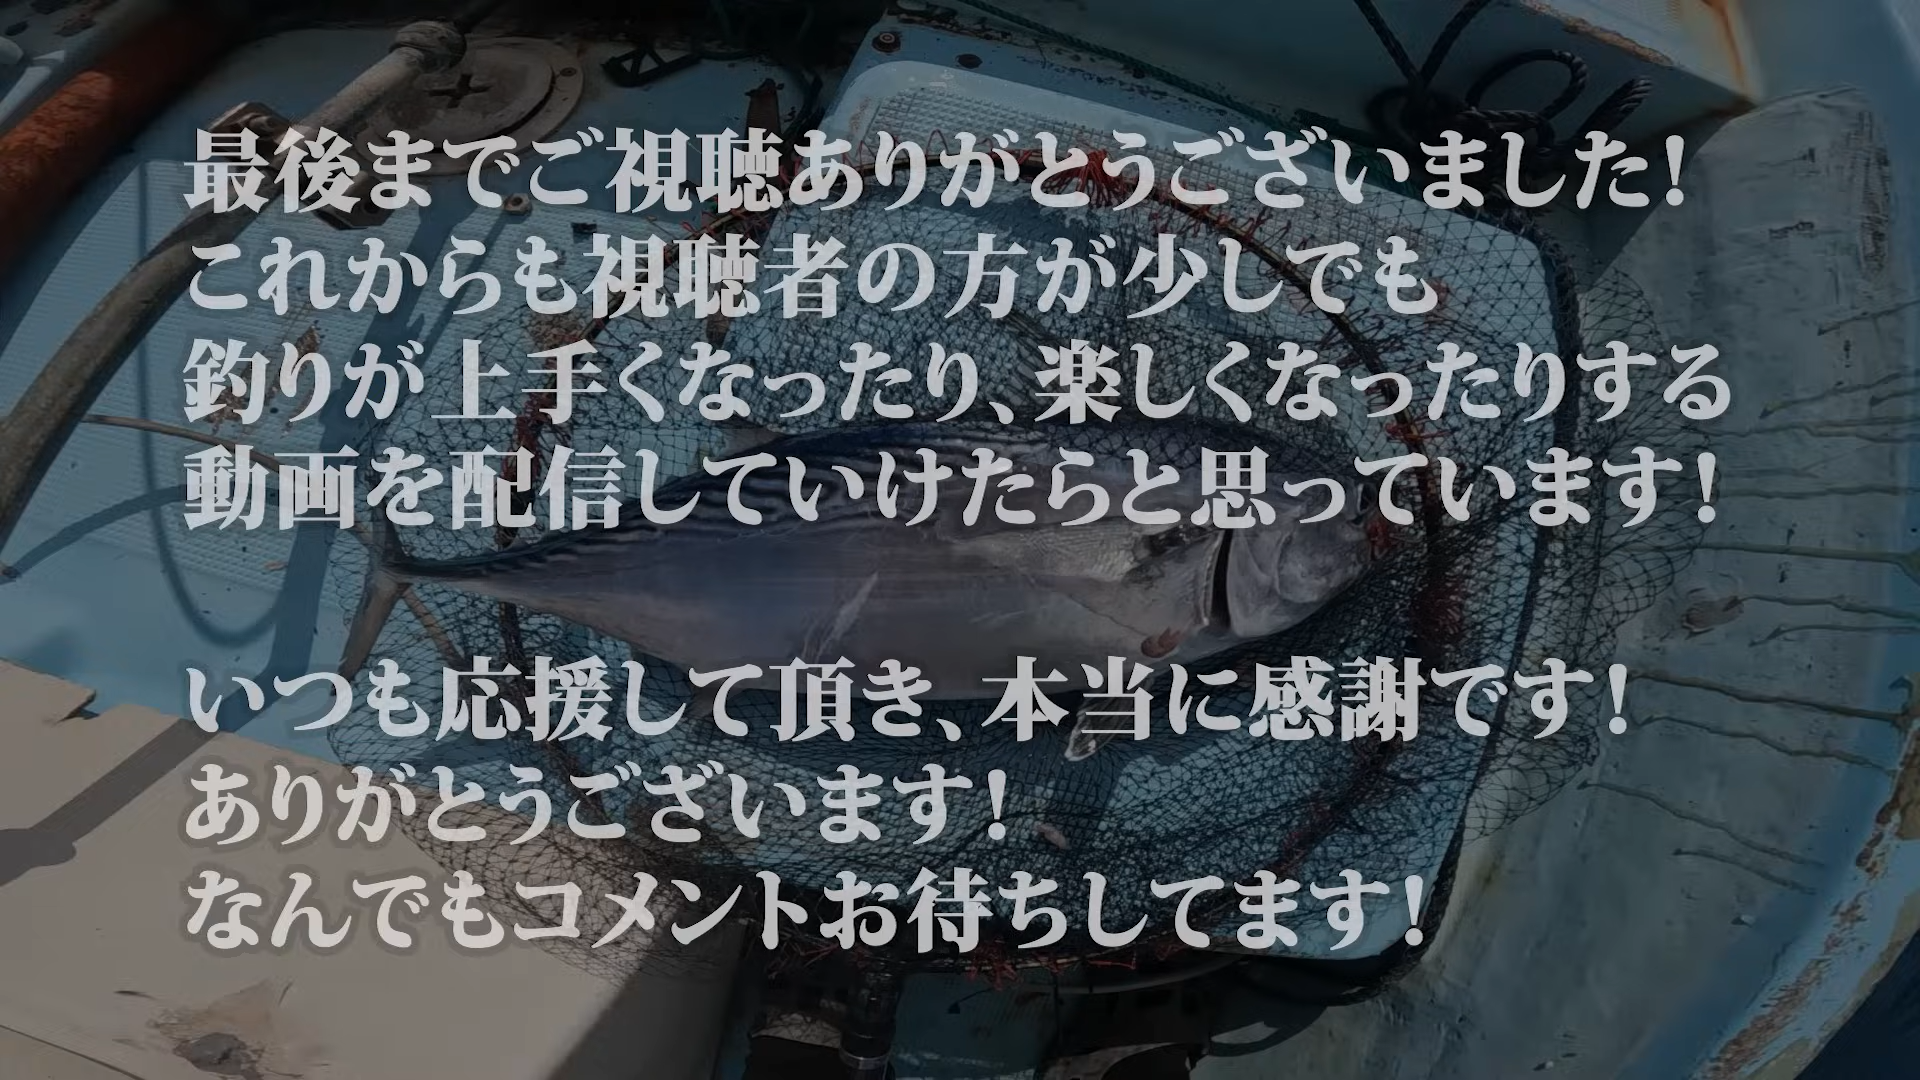 最後までご視聴ありがとうございました！
これからも視聴者の方が少しでも
釣りが上手くなったり、楽しくなったりする
動画を配信していけたらと思っています！
いつも応援して頂き、本当に感謝です！
ありがとうございます！
なんでもコメントお待ちしてます！